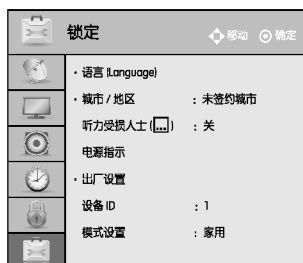 锁定 移动 确定
· 语言 (Language)
· 城市 / 地区 : 未签约城市
听力受损人士 (...) : 关
电源指示
· 出厂设置
设备 ID : 1
模式设置 : 家用